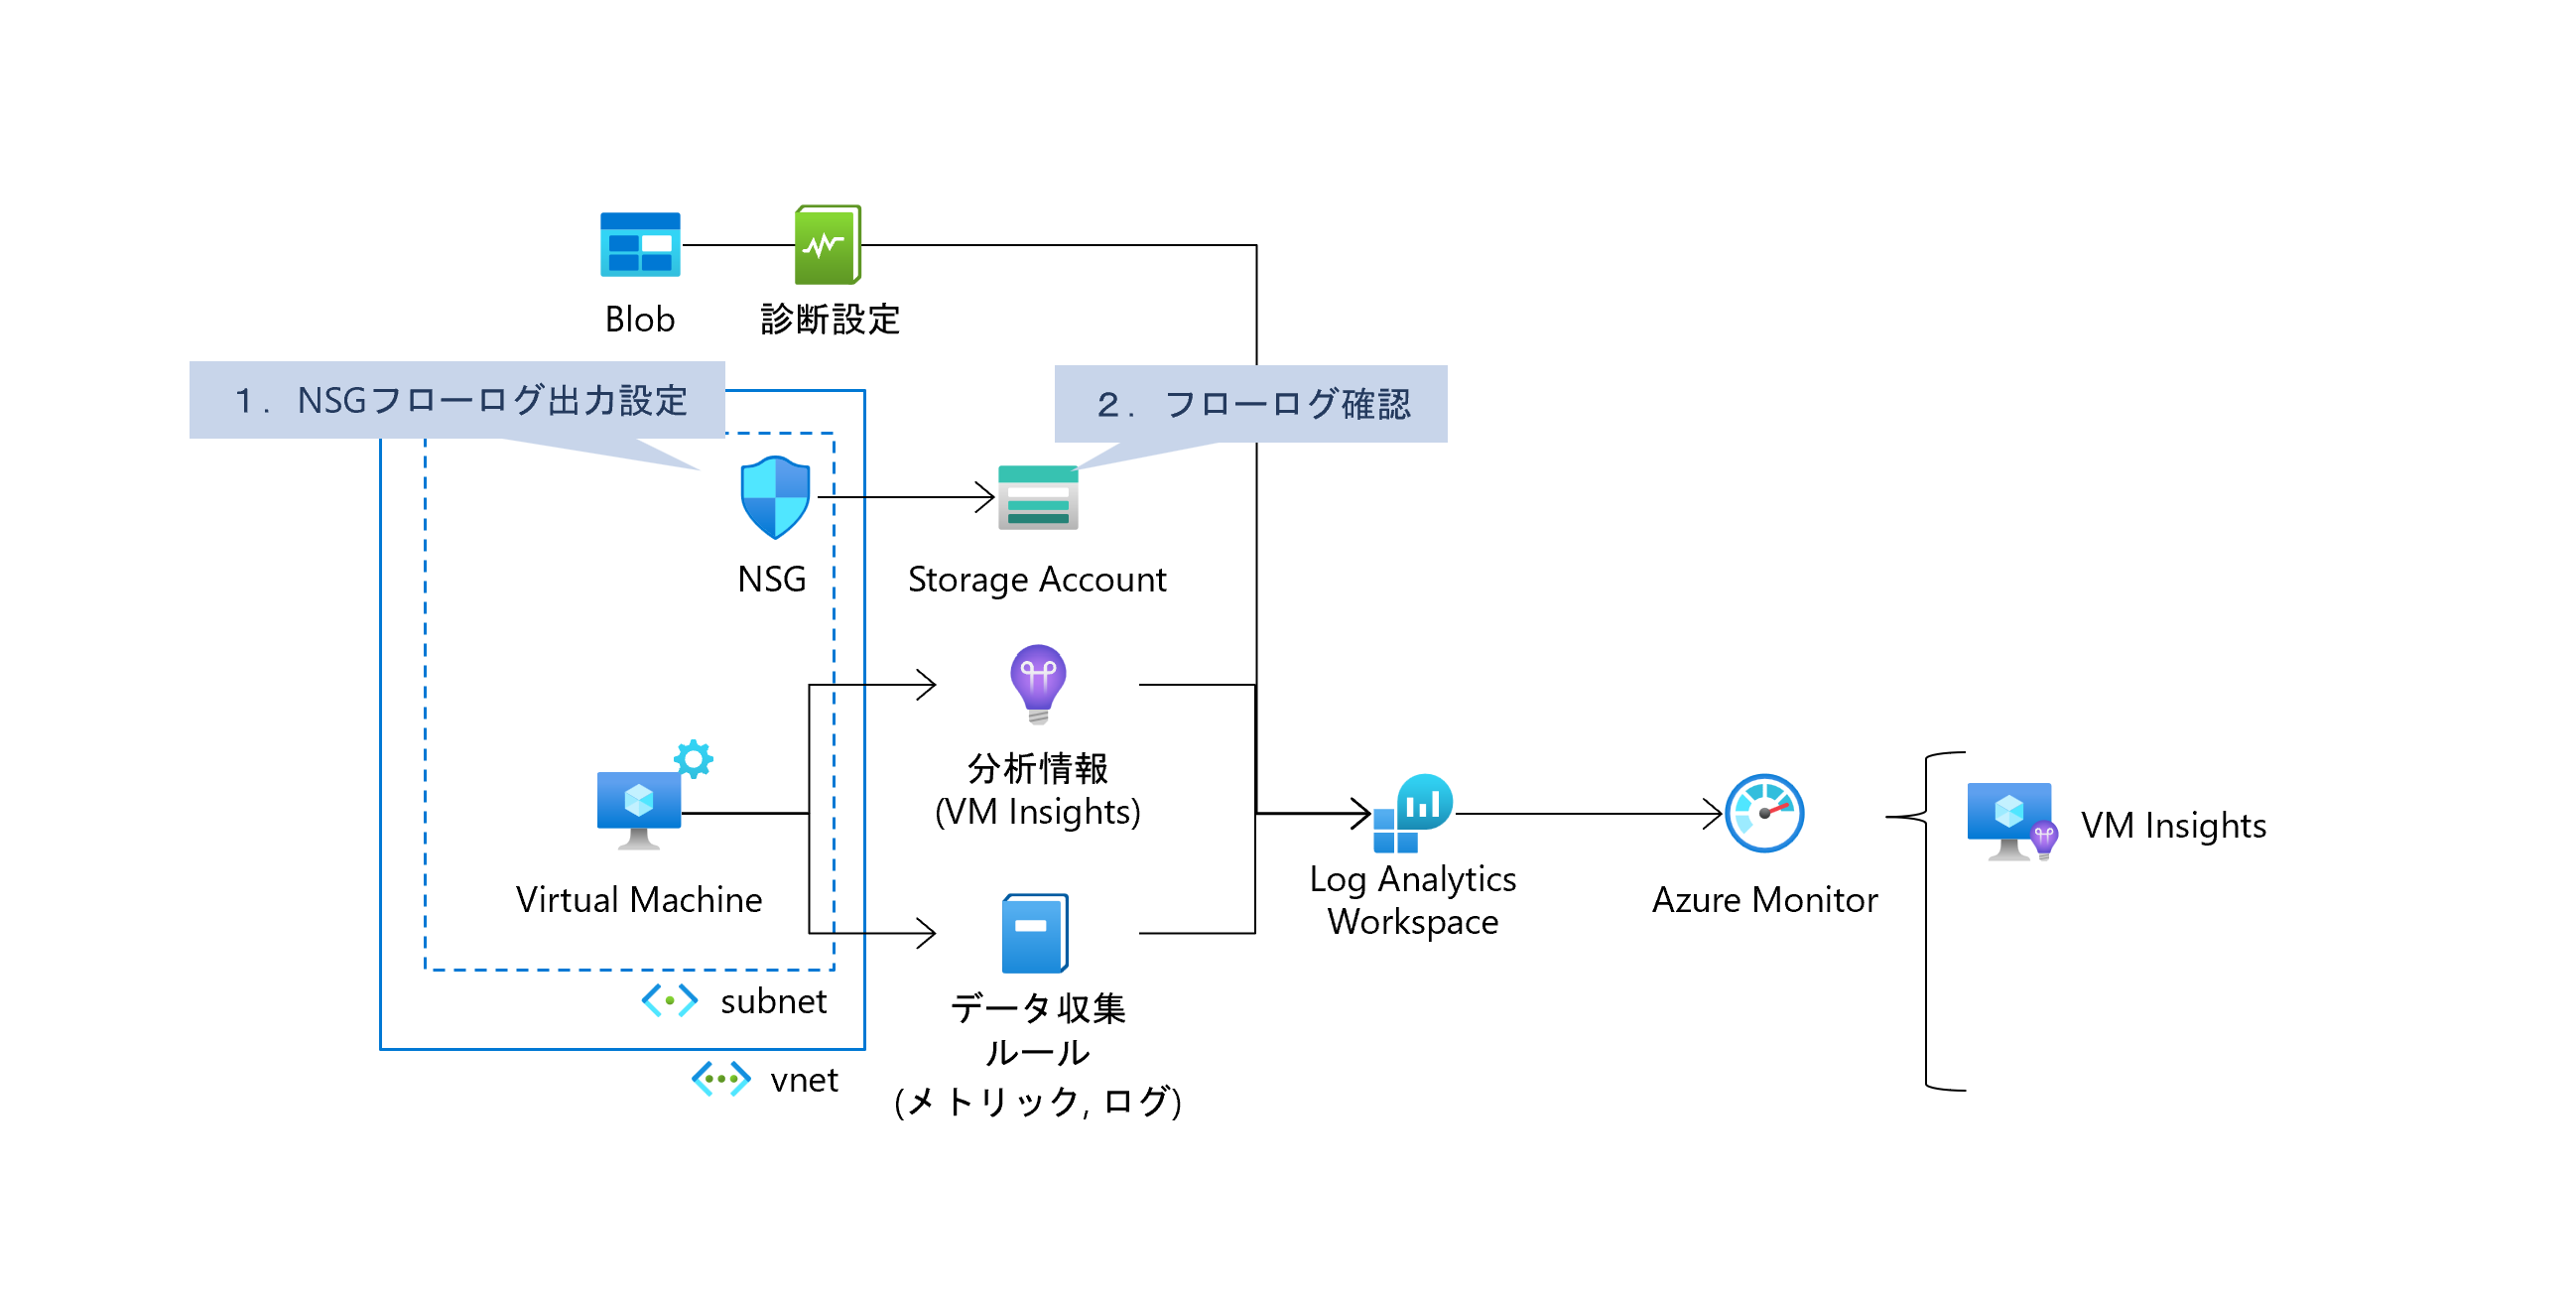 Blob
診断設定
１．NSGフローログ出力設定
２．フローログ確認
NSG
Storage Account
分析情報
(VM Insights)
Virtual Machine
Log Analytics
Workspace
Azure Monitor
VM Insights
データ収集
ルール
(メトリック, ログ)
subnet
vnet